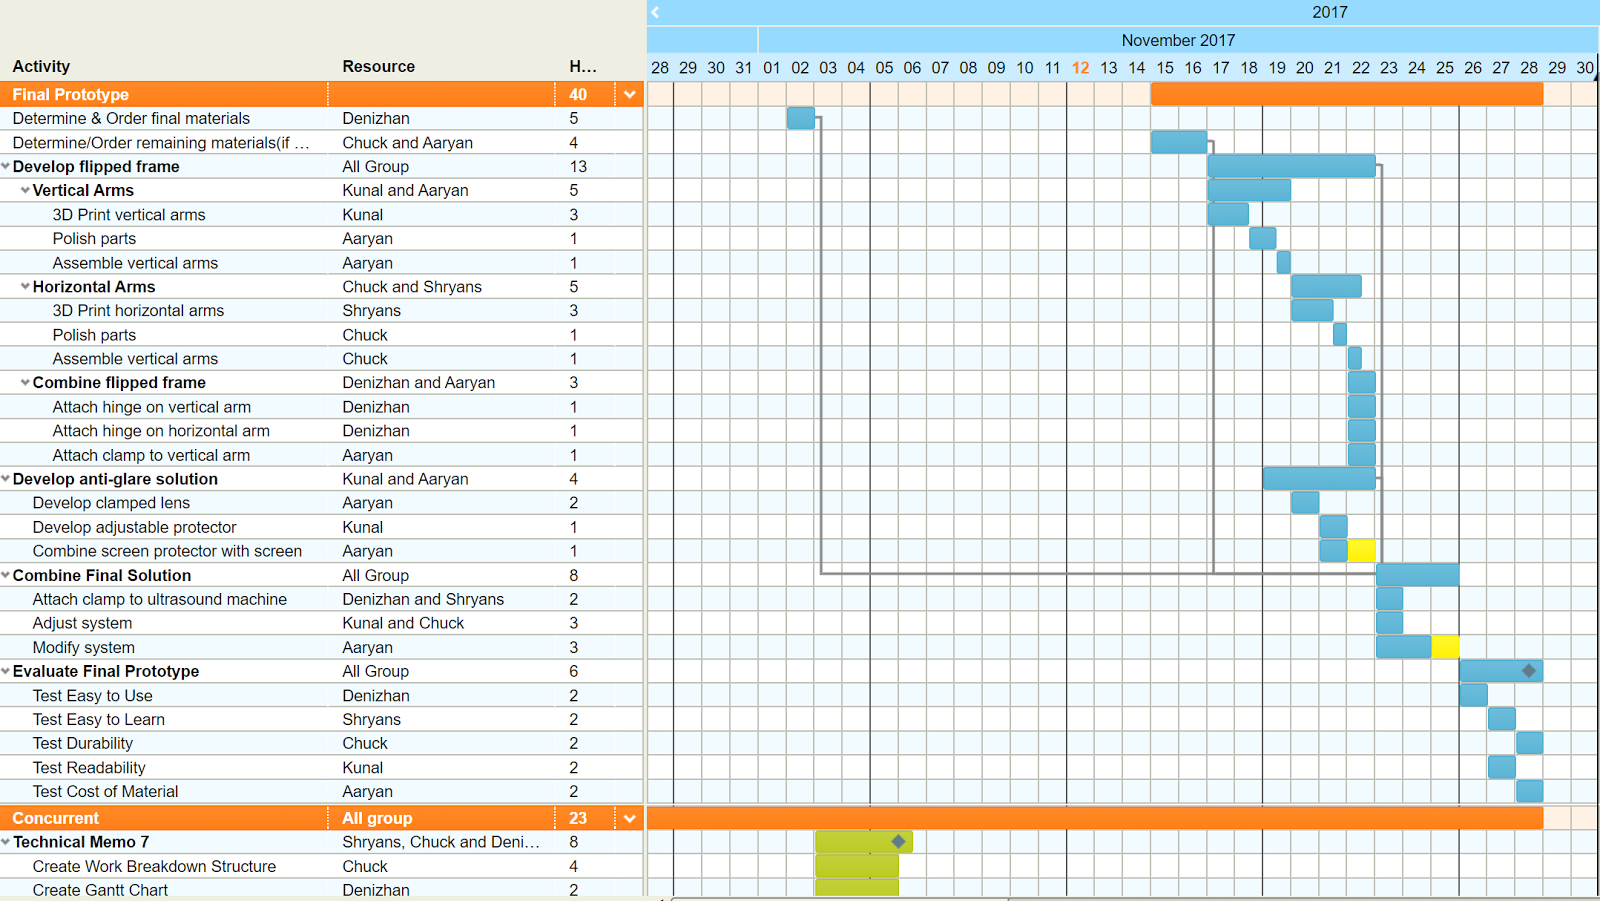 2017
November 2017
Activity Resource H... 28 29 30 31 01 02 03 04 05 06 07 08 09 10 11 12 13 14 15 16 17 18 19 20 21 22 23 24 25 26 27 28 29 30
Final Prototype 40
Determine & Order final materials Denizhan 5
Determine/Order remaining materials(if ... Chuck and Aaryan 4
Develop flipped frame All Group 13
Vertical Arms Kunal and Aaryan 5
3D Print vertical arms Kunal 3
Polish parts Aaryan 1
Assemble vertical arms Aaryan 1
Horizontal Arms Chuck and Shryans 5
3D Print horizontal arms Shryans 3
Polish parts Chuck 1
Assemble vertical arms Chuck 1
Combine flipped frame Denizhan and Aaryan 3
Attach hinge on vertical arm Denizhan 1
Attach hinge on horizontal arm Denizhan 1
Attach clamp to vertical arm Aaryan 1
Develop anti-glare solution Kunal and Aaryan 4
Develop clamped lens Aaryan 2
Develop adjustable protector Kunal 1
Combine screen protector with screen Aaryan 1
Combine Final Solution All Group 8
Attach clamp to ultrasound machine Denizhan and Shryans 2
Adjust system Kunal and Chuck 3
Modify system Aaryan 3
Evaluate Final Prototype All Group 6
Test Easy to Use Denizhan 2
Test Easy to Learn Shryans 2
Test Durability Chuck 2
Test Readability Kunal 2
Test Cost of Material Aaryan 2
Concurrent All group 23
Technical Memo 7 Shryans, Chuck and Deni... 8
Create Work Breakdown Structure Chuck 4
Create Gantt Chart Denizhan 2